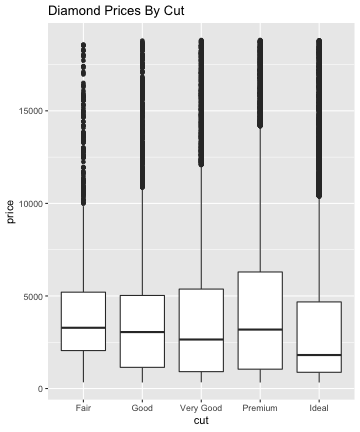 Diamond Prices By Cut
15000
10000
5000
0
price
Fair Good Very Good Premium Ideal
cut